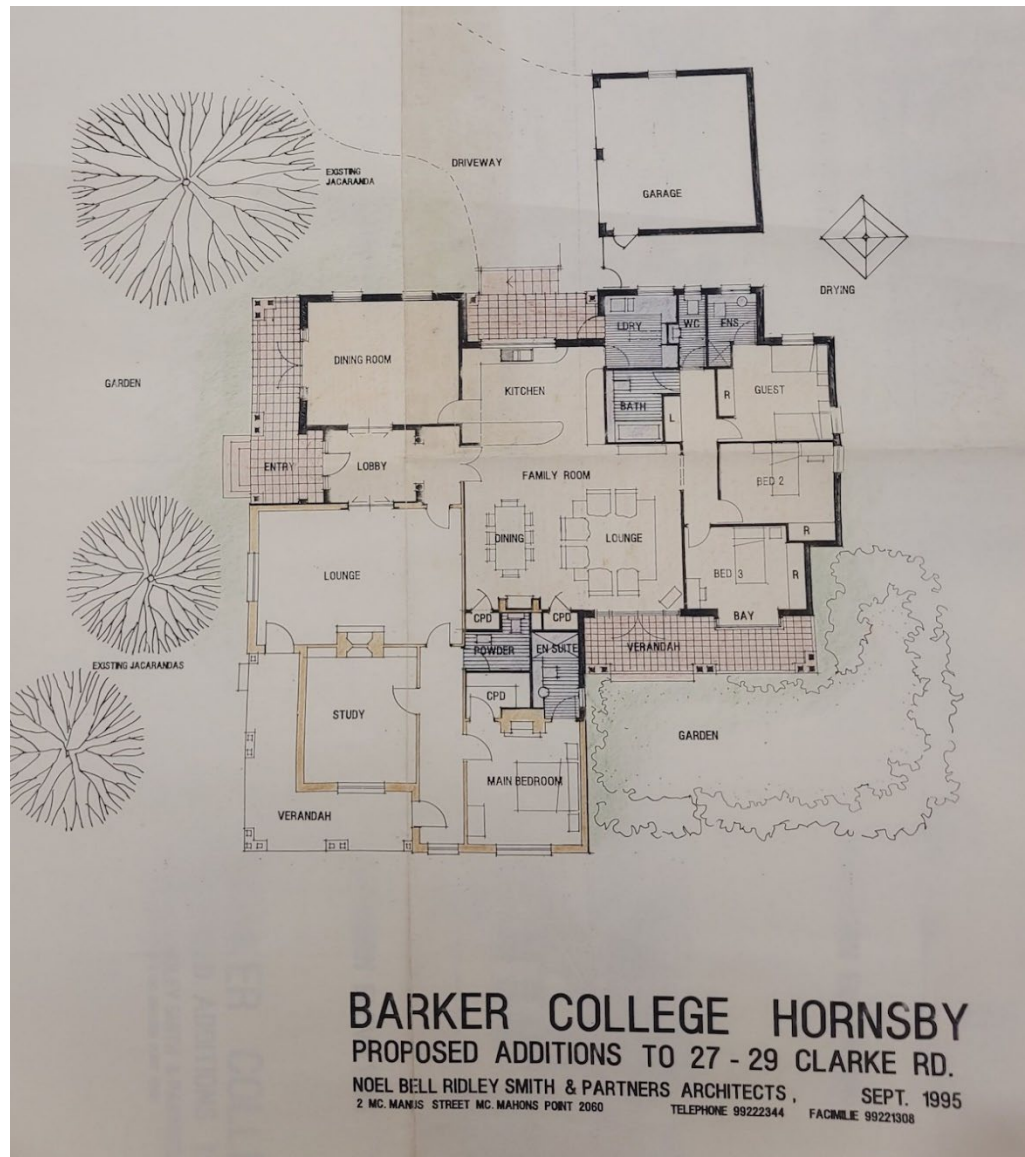 EXISTING
JACARANDA
DRIVEWAY
GARAGE
DRYING
GARDEN
DINING ROOM
KITCHEN
LDRY
WC
ENS
GUEST
R
BATH
L
ENTRY
LOBBY
FAMILY ROOM
BED 2
R
DINING
LOUNGE
BED 3
R
BAY
LOUNGE
CPD
CPD
POWDER
EN SUITE
VERANDAH
EXISTING JACARANDAS
CPD
STUDY
GARDEN
MAIN BEDROOM
VERANDAH
BARKER COLLEGE HORNSBY
PROPOSED ADDITIONS TO 27 - 29 CLARKE RD.
NOEL BELL RIDLEY SMITH & PARTNERS ARCHITECTS, SEPT. 1995
2 MC. MANUS STREET MC. MAHONS POINT 2060 TELEPHONE 99222344 FACIMILIE 99221308